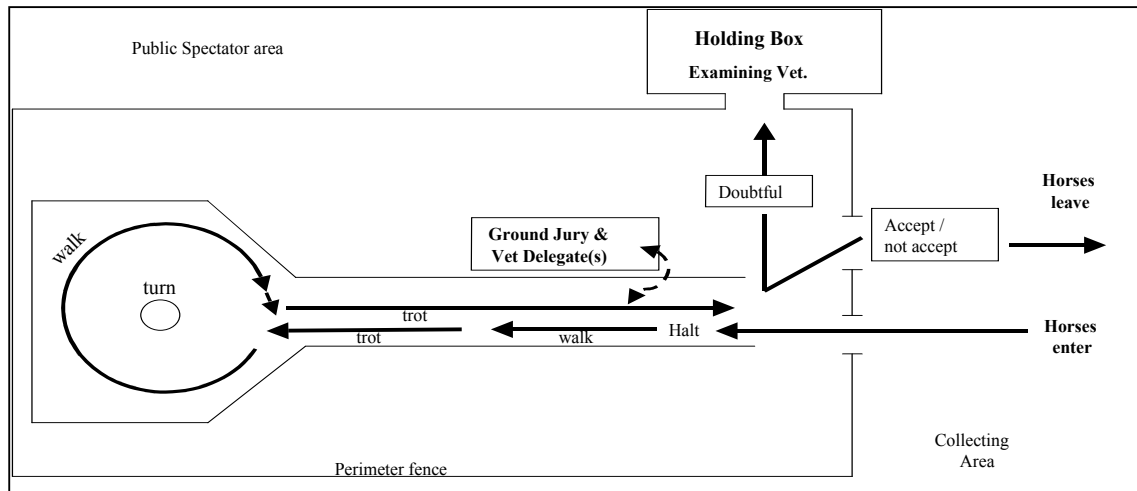 Public Spectator area
Holding Box
Examining Vet.
Doubtful
Horses
leave
Accept /
not accept
Ground Jury &
Vet Delegate(s)
walk
turn
trot
trot
walk
Halt
Horses
enter
Collecting
Area
Perimeter fence